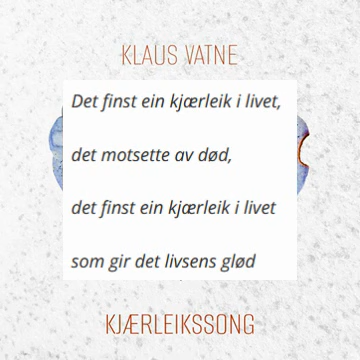 KLAUS VATNE
Det finst ein kjærleik i livet,
det motsette av død,
det finst ein kjærleik i livet
som gir det livsens glød
KJÆRLEIKSSONG